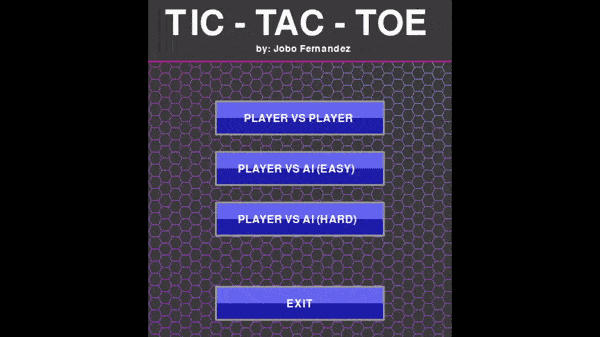 TIC - TAC - TOE
by: Jobo Fernandez
PLAYER VS PLAYER
PLAYER VS AI (EASY)
PLAYER VS AI (HARD)
EXIT